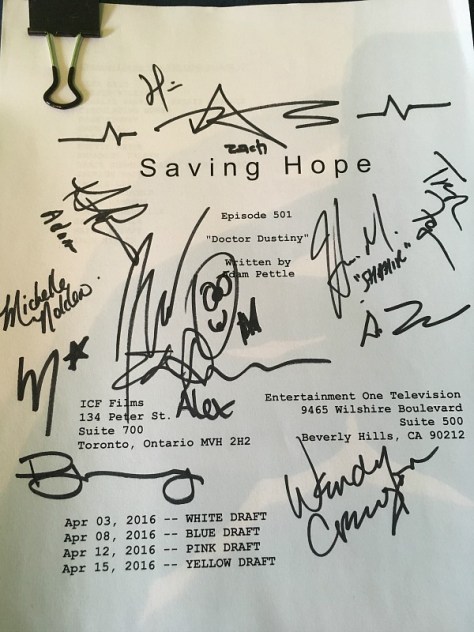 zach
Saving Hope
Adam
Episode 501
"Doctor Dustiny"
Written by
Adam Pettle
"SHAHIR"
Michelle
Nolden
Alex
ICF Films
134 Peter St.
Suite 700
Toronto, Ontario MVH 2H2
Entertainment One Television
9465 Wilshire Boulevard
Suite 500
Beverly Hills, CA 90212
Wendy
Apr 03, 2016 -- WHITE DRAFT
Apr 08, 2016 -- BLUE DRAFT
Apr 12, 2016 -- PINK DRAFT
Apr 15, 2016 -- YELLOW DRAFT